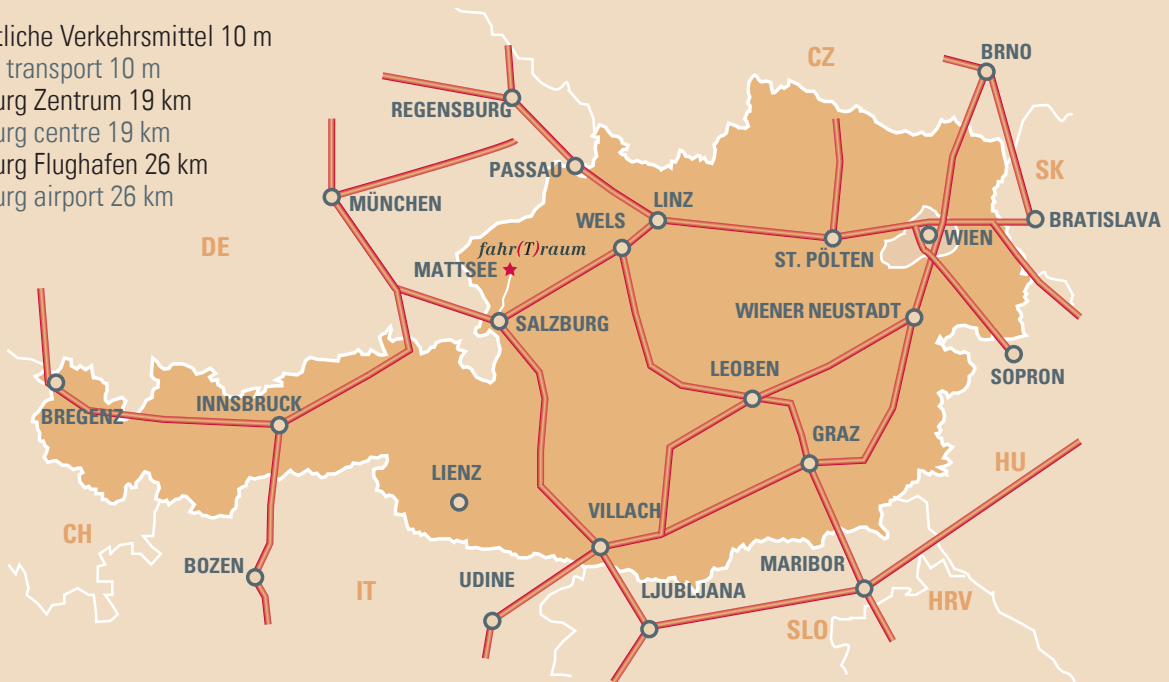 tliche Verkehrsmittel 10 m
transport 10 m
urg Zentrum 19 km
urg centre 19 km
urg Flughafen 26 km
urg airport 26 km
CZ
BRNO
REGENSBURG
PASSAU
SK
MÜNCHEN
LINZ
WELS
BRATISLAVA
WIEN
DE
fahr(T)raum
ST. PÖLTEN
MATTSEE
WIENER NEUSTADT
SALZBURG
LEOBEN
SOPRON
BREGENZ
INNSBRUCK
GRAZ
LIENZ
HU
VILLACH
CH
BOZEN
IT
UDINE
MARIBOR
LJUBLJANA
HRV
SLO